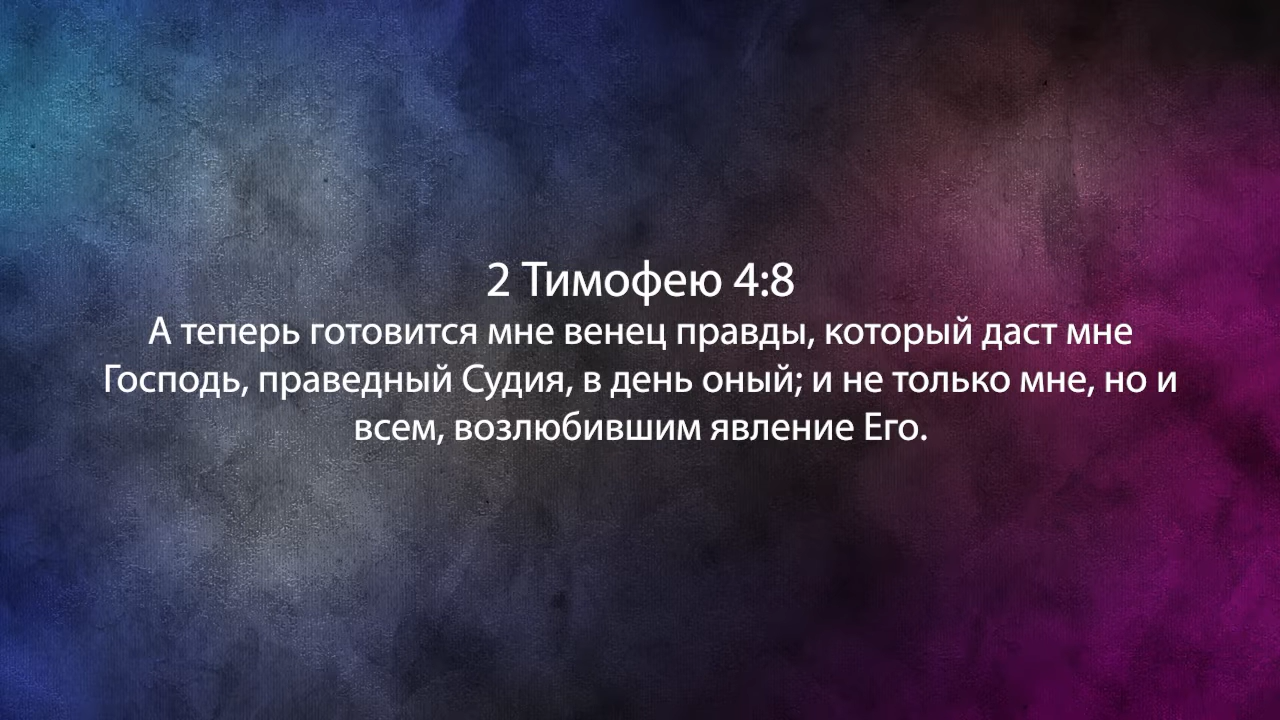 2 Тимофею 4:8
А теперь готовится мне венец правды, который даст мне
Господь, праведный Судия, в день оный; и не только мне, но и
всем, возлюбившим явление Его.